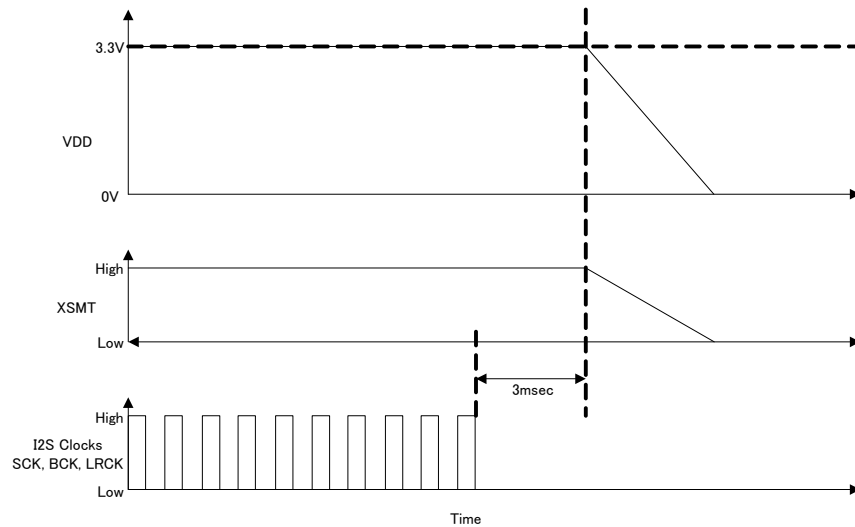 3.3V
VDD
0V
High
XSMT
Low
3msec
High
I2S Clocks
SCK, BCK, LRCK
Low
Time